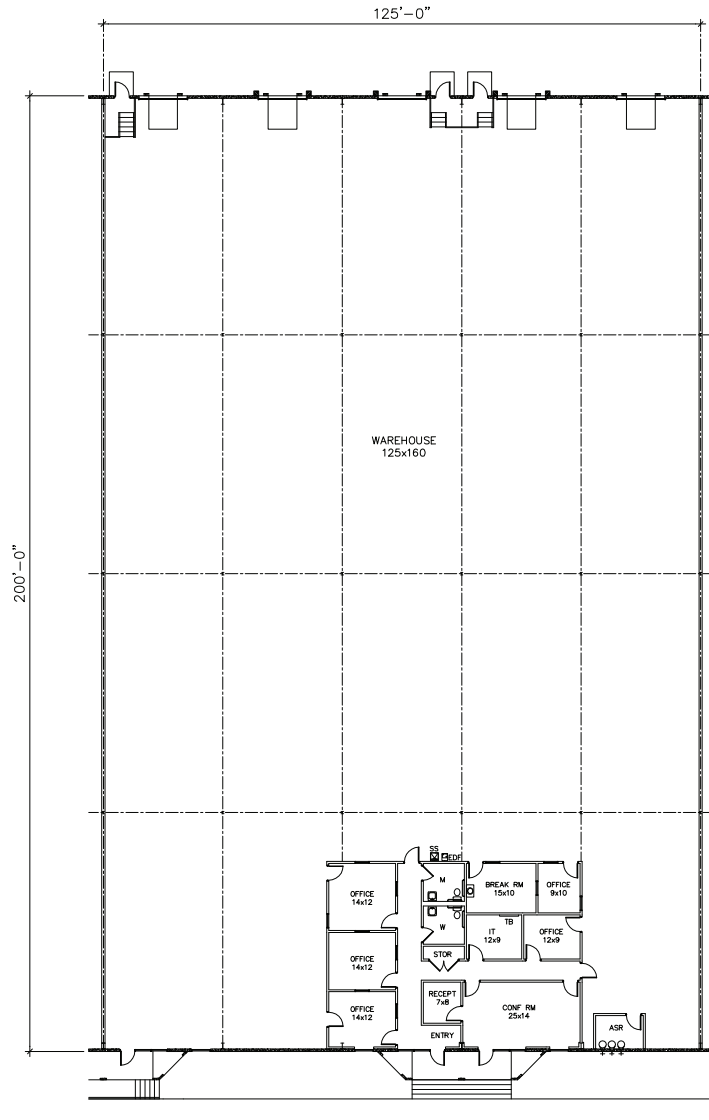 125'-0"
200'-0"
WAREHOUSE
125x160
SS
EDF
M
BREAK RM
15x10
OFFICE
9x10
OFFICE
14x12
W
TB
IT
12x9
OFFICE
12x9
OFFICE
14x12
STOR
RECEPT
7x8
CONF RM
25x14
OFFICE
14x12
ENTRY
ASR